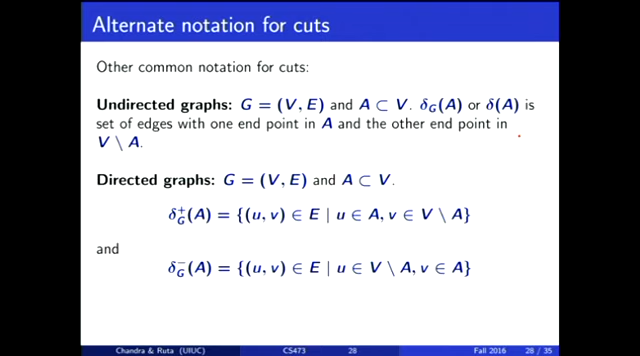 Alternate notation for cuts
Other common notation for cuts:
Undirected graphs: G = (V, E) and A ⊂ V. δ_G(A) or δ(A) is
set of edges with one end point in A and the other end point in
V \ A.
Directed graphs: G = (V, E) and A ⊂ V.
δ⁺_G(A) = {(u, v) ∈ E | u ∈ A, v ∈ V \ A}
and
δ⁻_G(A) = {(u, v) ∈ E | u ∈ V \ A, v ∈ A}
Chandra & Ruta (UIUC) CS473 28 Fall 2016 28 / 35